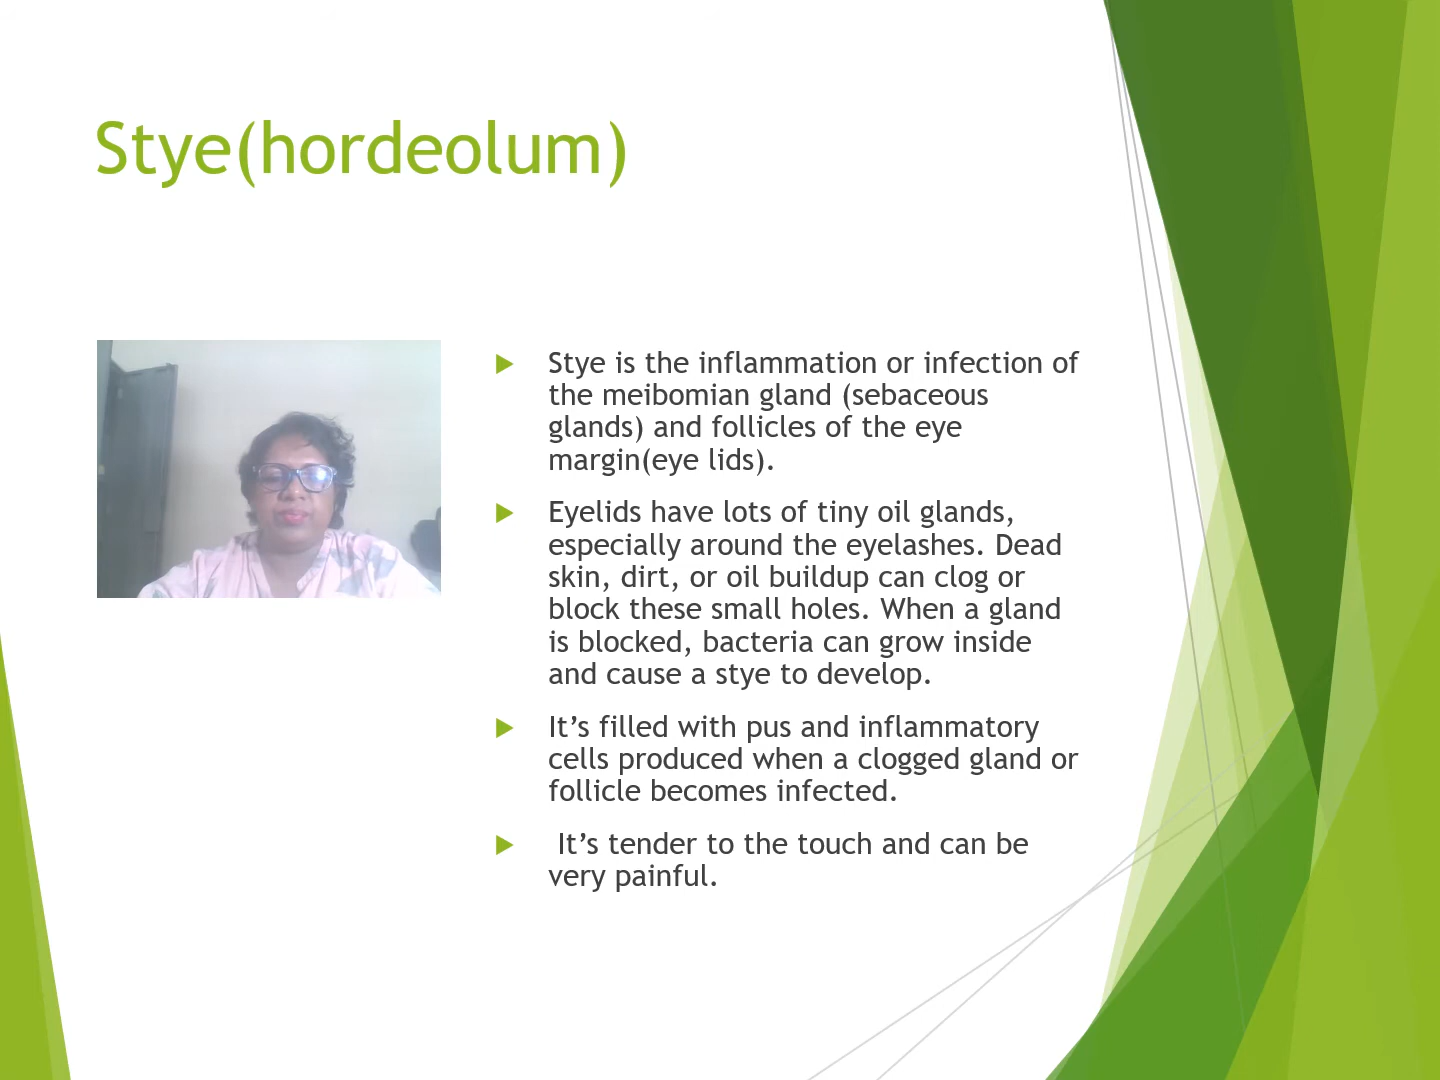 Stye(hordeolum)
Stye is the inflammation or infection of
the meibomian gland (sebaceous
glands) and follicles of the eye
margin(eye lids).
Eyelids have lots of tiny oil glands,
especially around the eyelashes. Dead
skin, dirt, or oil buildup can clog or
block these small holes. When a gland
is blocked, bacteria can grow inside
and cause a stye to develop.
It’s filled with pus and inflammatory
cells produced when a clogged gland or
follicle becomes infected.
It’s tender to the touch and can be
very painful.